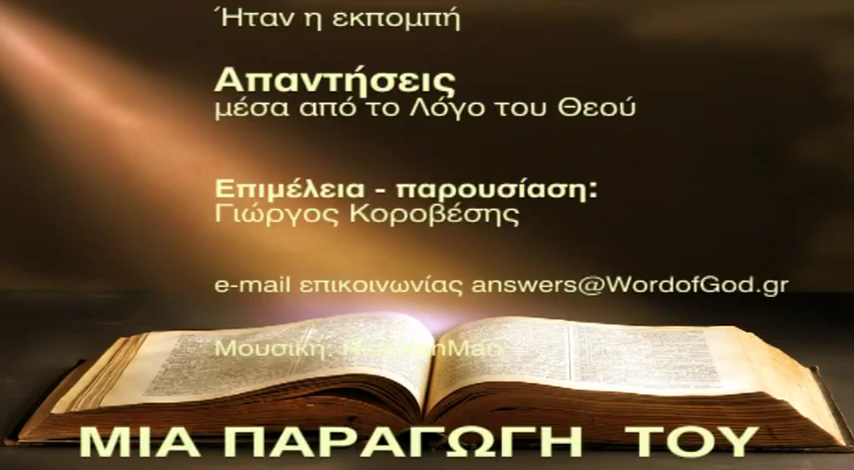 Ήταν η εκπομπή
Απαντήσεις
μέσα από το Λόγο του Θεού
Επιμέλεια - παρουσίαση:
Γιώργος Κοροβέσης
e-mail επικοινωνίας answers@WordofGod.gr
Μουσική:
ΜΙΑ ΠΑΡΑΓΩΓΗ ΤΟΥ